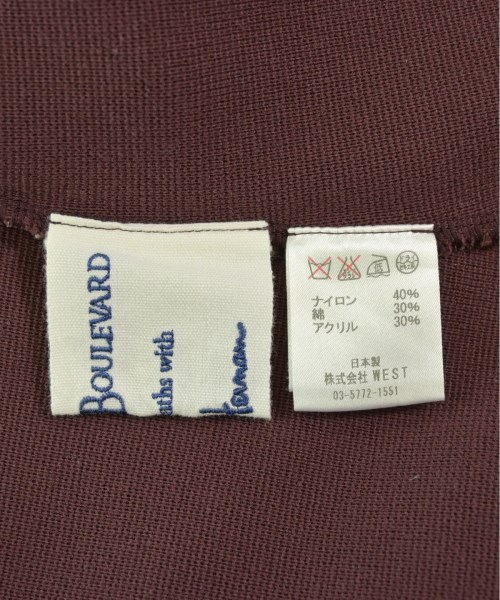 BOULEVARD
with
Herman
ナイロン 40%
綿 30%
アクリル 30%
日本製
株式会社 WEST
03-5772-1551